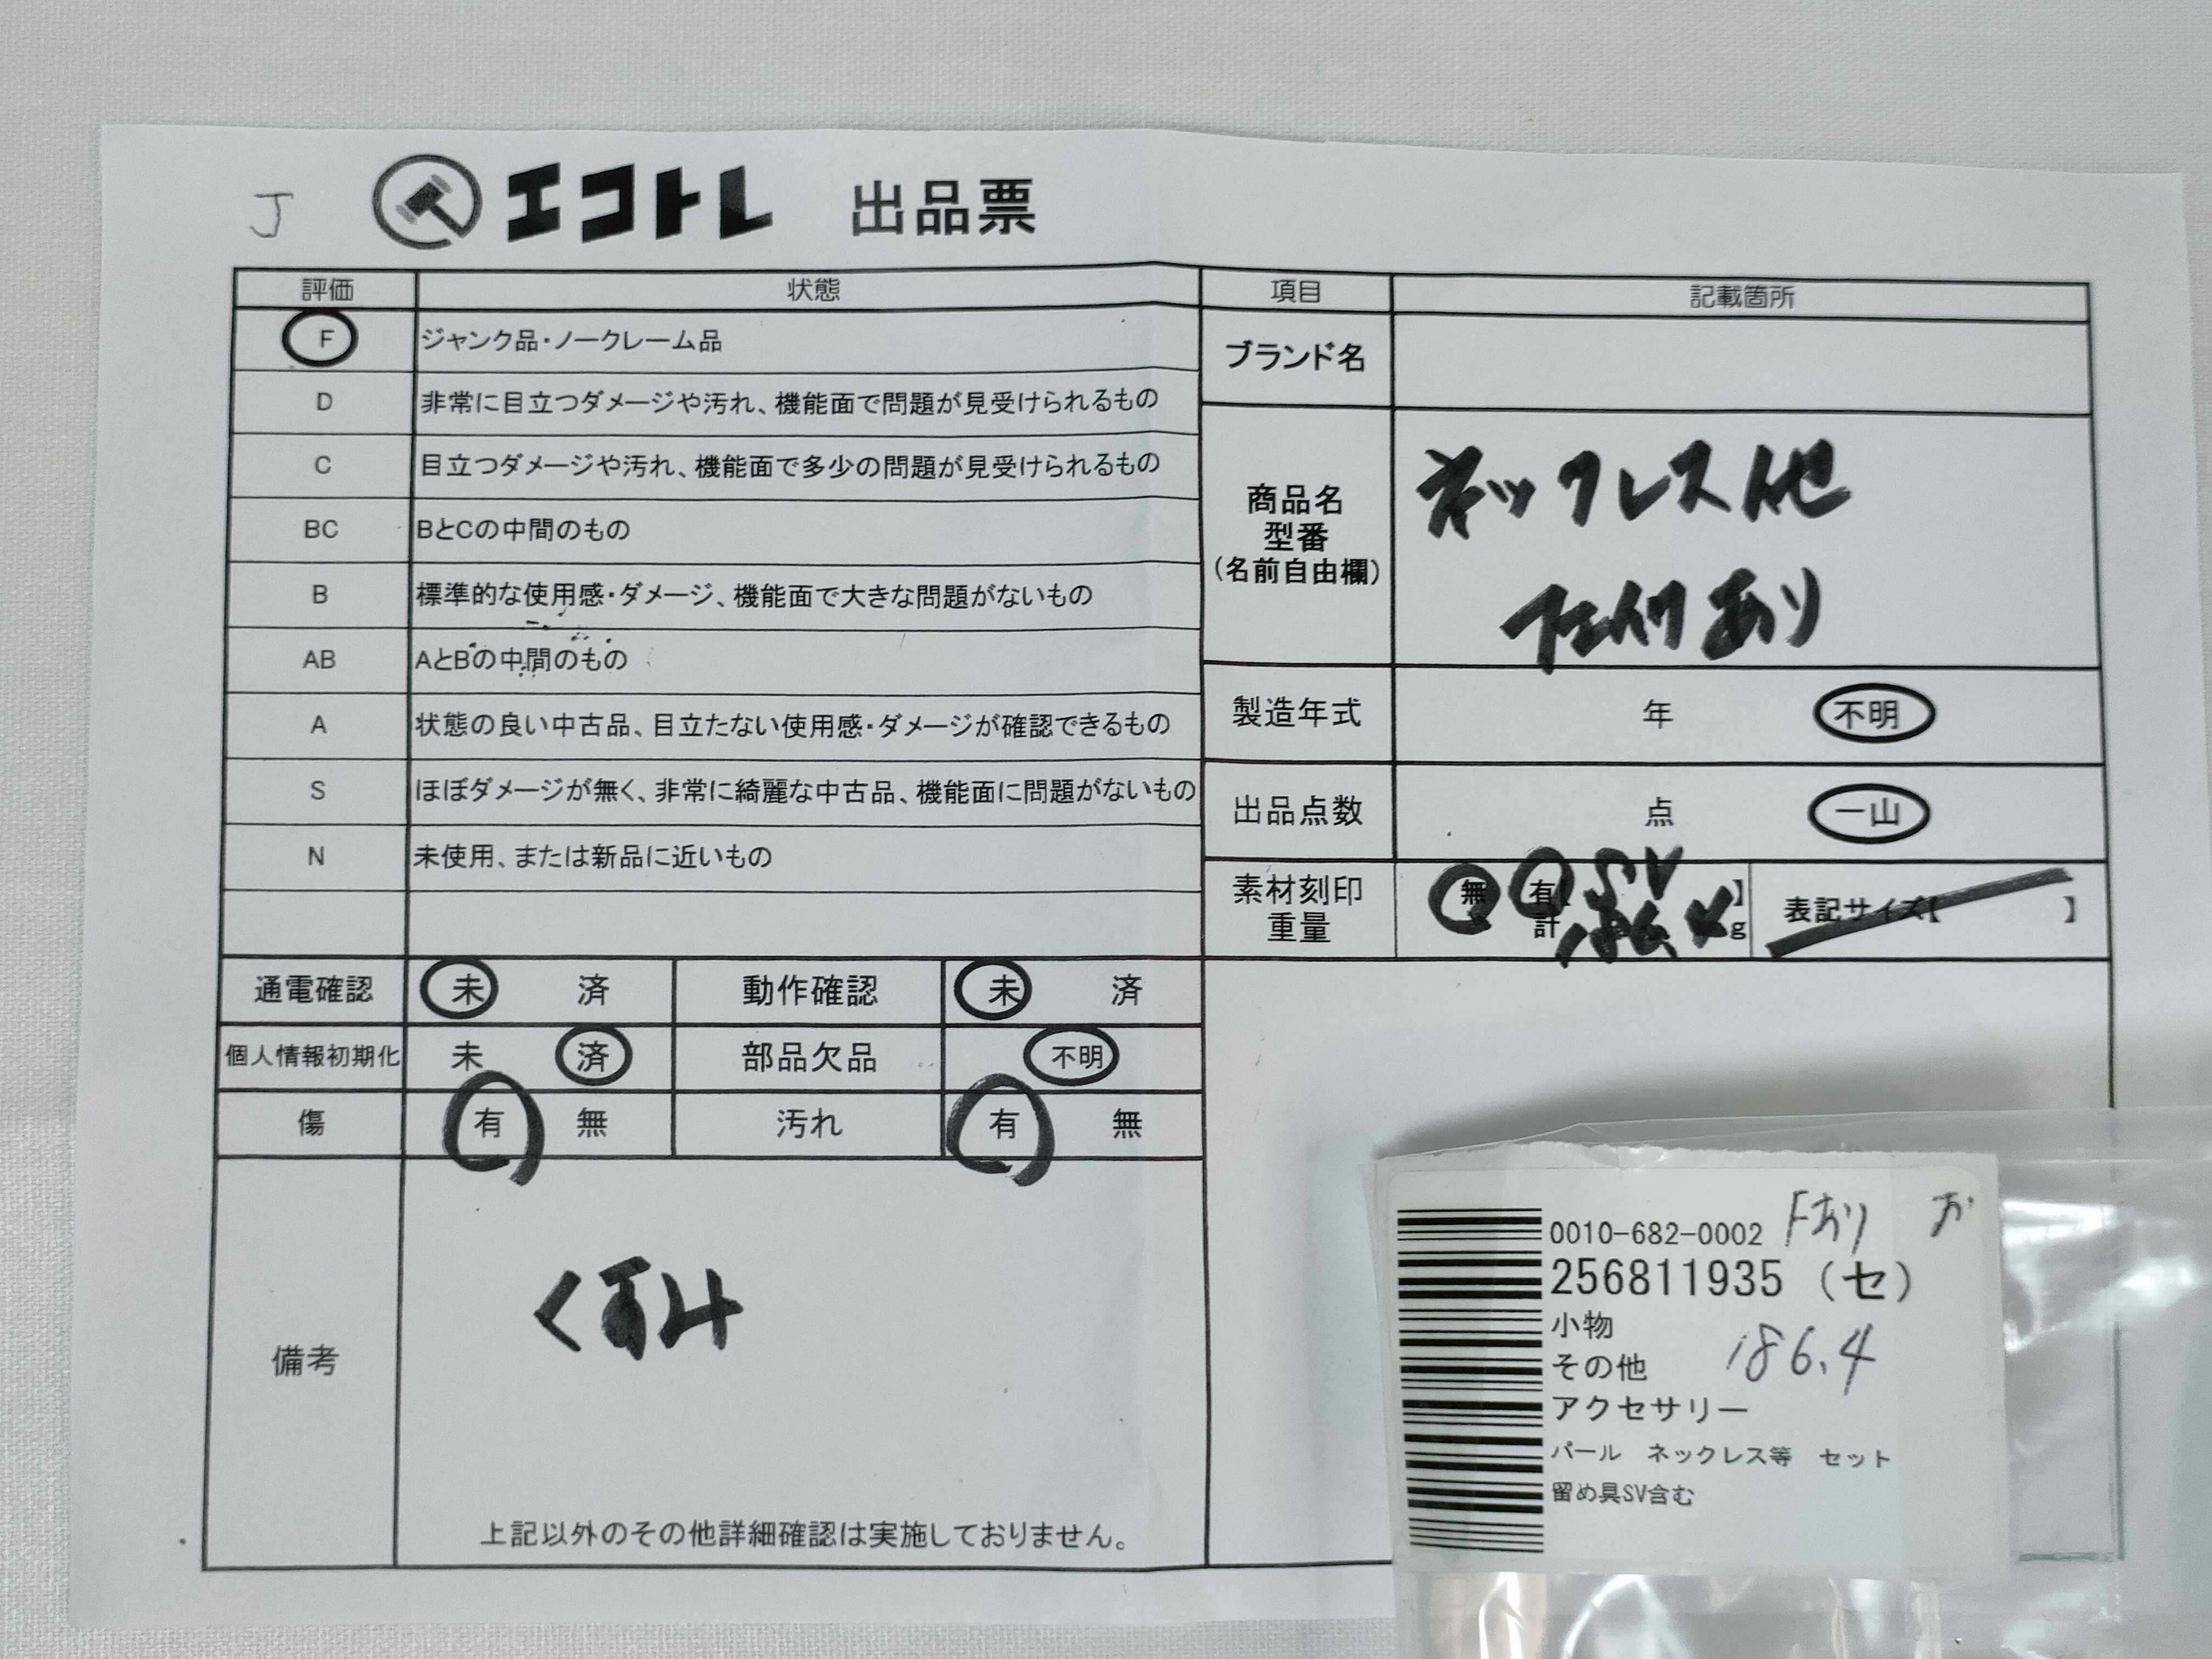 J エコトレ 出品票
評価 状態 項目 記載箇所
F ジャンク品・ノークレーム品
D 非常に目立つダメージや汚れ、機能面で問題が見受けられるもの
C 目立つダメージや汚れ、機能面で多少の問題が見受けられるもの
BC BとCの中間のもの
B 標準的な使用感・ダメージ、機能面で大きな問題がないもの
AB AとBの中間のもの
A 状態の良い中古品、目立たない使用感・ダメージが確認できるもの
S ほぼダメージが無く、非常に綺麗な中古品、機能面に問題がないもの
N 未使用、または新品に近いもの
ブランド名
商品名
型番
(名前自由欄)
ネックレス他
フェイクあり
製造年式 年 不明
出品点数 点 一山
素材刻印
重量
無 有【 SV 】
計 186.4 g
表記サイズ【 】
通電確認 未 済 動作確認 未 済
個人情報初期化 未 済 部品欠品 不明
傷 有 無 汚れ 有 無
備考
上記以外のその他詳細確認は実施しておりません。
0010-682-0002 Fあり お
256811935 (セ)
小物
その他 186.4
アクセサリー
パール ネックレス等 セット
留め具SV含む